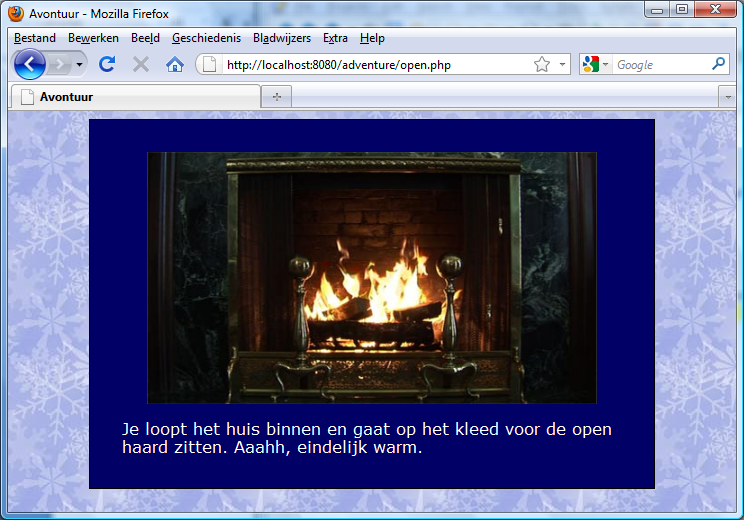 Avontuur - Mozilla Firefox
Bestand Bewerken Beeld Geschiedenis Bladwijzers Extra Help
http://localhost:8080/adventure/open.php Google
Avontuur
Je loopt het huis binnen en gaat op het kleed voor de open
haard zitten. Aaahh, eindelijk warm.